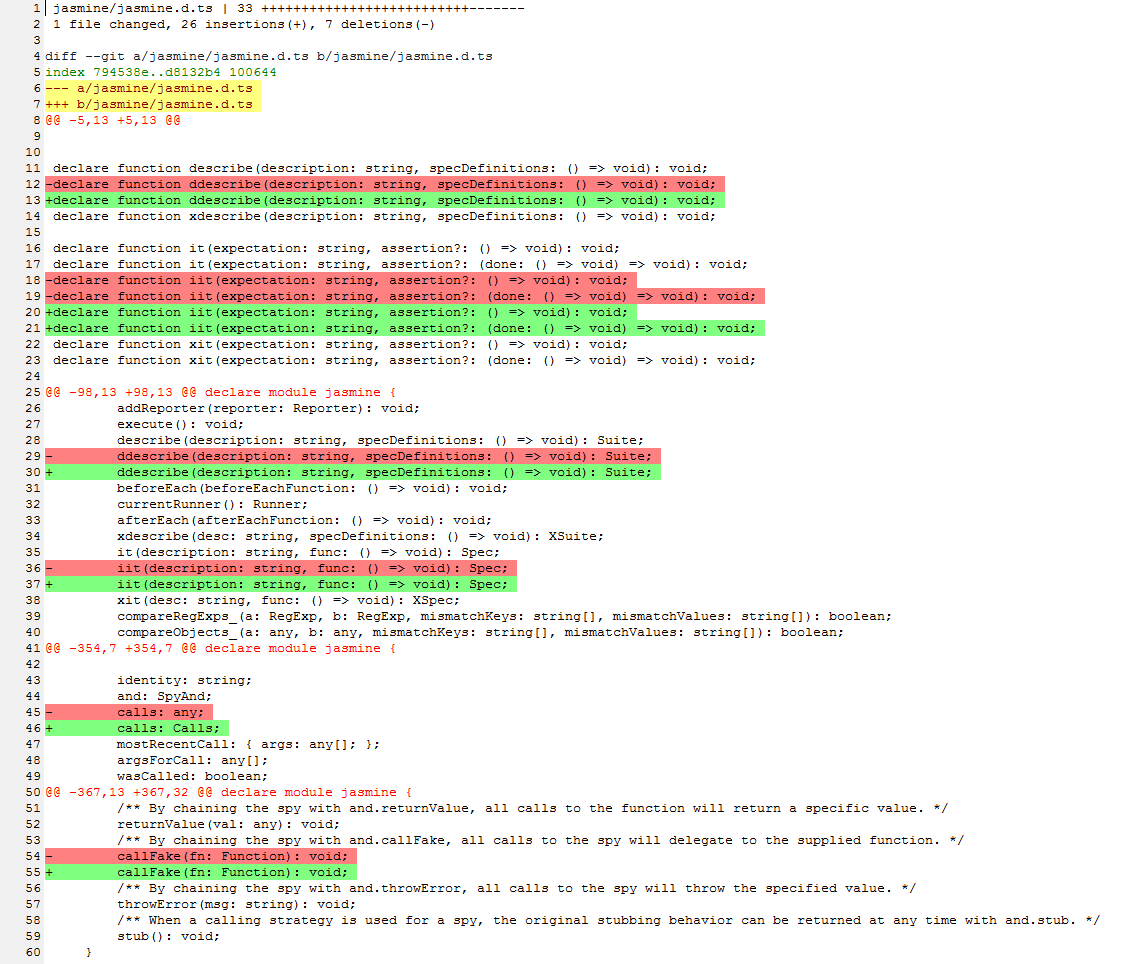 1 jasmine/jasmine.d.ts | 33 ++++++++++++++++++++++++++-------
2 1 file changed, 26 insertions(+), 7 deletions(-)
3
4 diff --git a/jasmine/jasmine.d.ts b/jasmine/jasmine.d.ts
5 index 794538e..d8132b4 100644
6 --- a/jasmine/jasmine.d.ts
7 +++ b/jasmine/jasmine.d.ts
8 @@ -5,13 +5,13 @@
9
10
11 declare function describe(description: string, specDefinitions: () => void): void;
12 -declare function ddescribe(description: string, specDefinitions: () => void): void;
13 +declare function ddescribe(description: string, specDefinitions: () => void): void;
14 declare function xdescribe(description: string, specDefinitions: () => void): void;
15
16 declare function it(expectation: string, assertion?: () => void): void;
17 declare function it(expectation: string, assertion?: (done: () => void) => void): void;
18 -declare function iit(expectation: string, assertion?: () => void): void;
19 -declare function iit(expectation: string, assertion?: (done: () => void) => void): void;
20 +declare function iit(expectation: string, assertion?: () => void): void;
21 +declare function iit(expectation: string, assertion?: (done: () => void) => void): void;
22 declare function xit(expectation: string, assertion?: () => void): void;
23 declare function xit(expectation: string, assertion?: (done: () => void) => void): void;
24
25 @@ -98,13 +98,13 @@ declare module jasmine {
26 addReporter(reporter: Reporter): void;
27 execute(): void;
28 describe(description: string, specDefinitions: () => void): Suite;
29 - ddescribe(description: string, specDefinitions: () => void): Suite;
30 + ddescribe(description: string, specDefinitions: () => void): Suite;
31 beforeEach(beforeEachFunction: () => void): void;
32 currentRunner(): Runner;
33 afterEach(afterEachFunction: () => void): void;
34 xdescribe(desc: string, specDefinitions: () => void): XSuite;
35 it(description: string, func: () => void): Spec;
36 - iit(description: string, func: () => void): Spec;
37 + iit(description: string, func: () => void): Spec;
38 xit(desc: string, func: () => void): XSpec;
39 compareRegExps_(a: RegExp, b: RegExp, mismatchKeys: string[], mismatchValues: string[]): boolean;
40 compareObjects_(a: any, b: any, mismatchKeys: string[], mismatchValues: string[]): boolean;
41 @@ -354,7 +354,7 @@ declare module jasmine {
42
43 identity: string;
44 and: SpyAnd;
45 - calls: any;
46 + calls: Calls;
47 mostRecentCall: { args: any[]; };
48 argsForCall: any[];
49 wasCalled: boolean;
50 @@ -367,13 +367,32 @@ declare module jasmine {
51 /** By chaining the spy with and.returnValue, all calls to the function will return a specific value. */
52 returnValue(val: any): void;
53 /** By chaining the spy with and.callFake, all calls to the spy will delegate to the supplied function. */
54 - callFake(fn: Function): void;
55 + callFake(fn: Function): void;
56 /** By chaining the spy with and.throwError, all calls to the spy will throw the specified value. */
57 throwError(msg: string): void;
58 /** When a calling strategy is used for a spy, the original stubbing behavior can be returned at any time with and.stub. */
59 stub(): void;
60 }